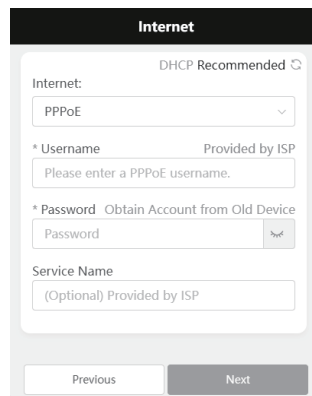 Internet
DHCP Recommended
Internet:
PPPoE
* Username Provided by ISP
Please enter a PPPoE username.
* Password Obtain Account from Old Device
Password
Service Name
(Optional) Provided by ISP
Previous Next